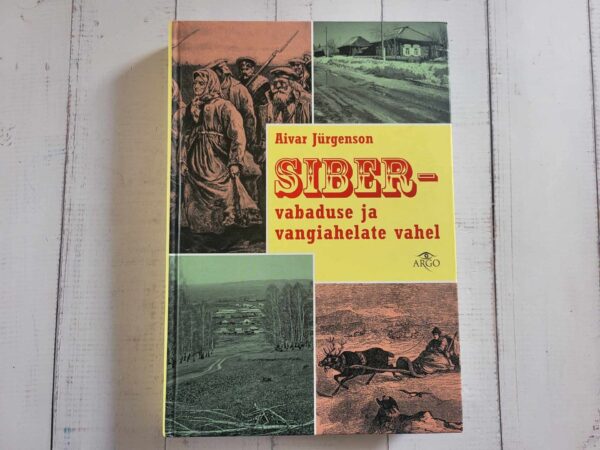 Aivar Jürgenson
SIBER-
vabaduse ja
vangiahelate vahel
ARGO